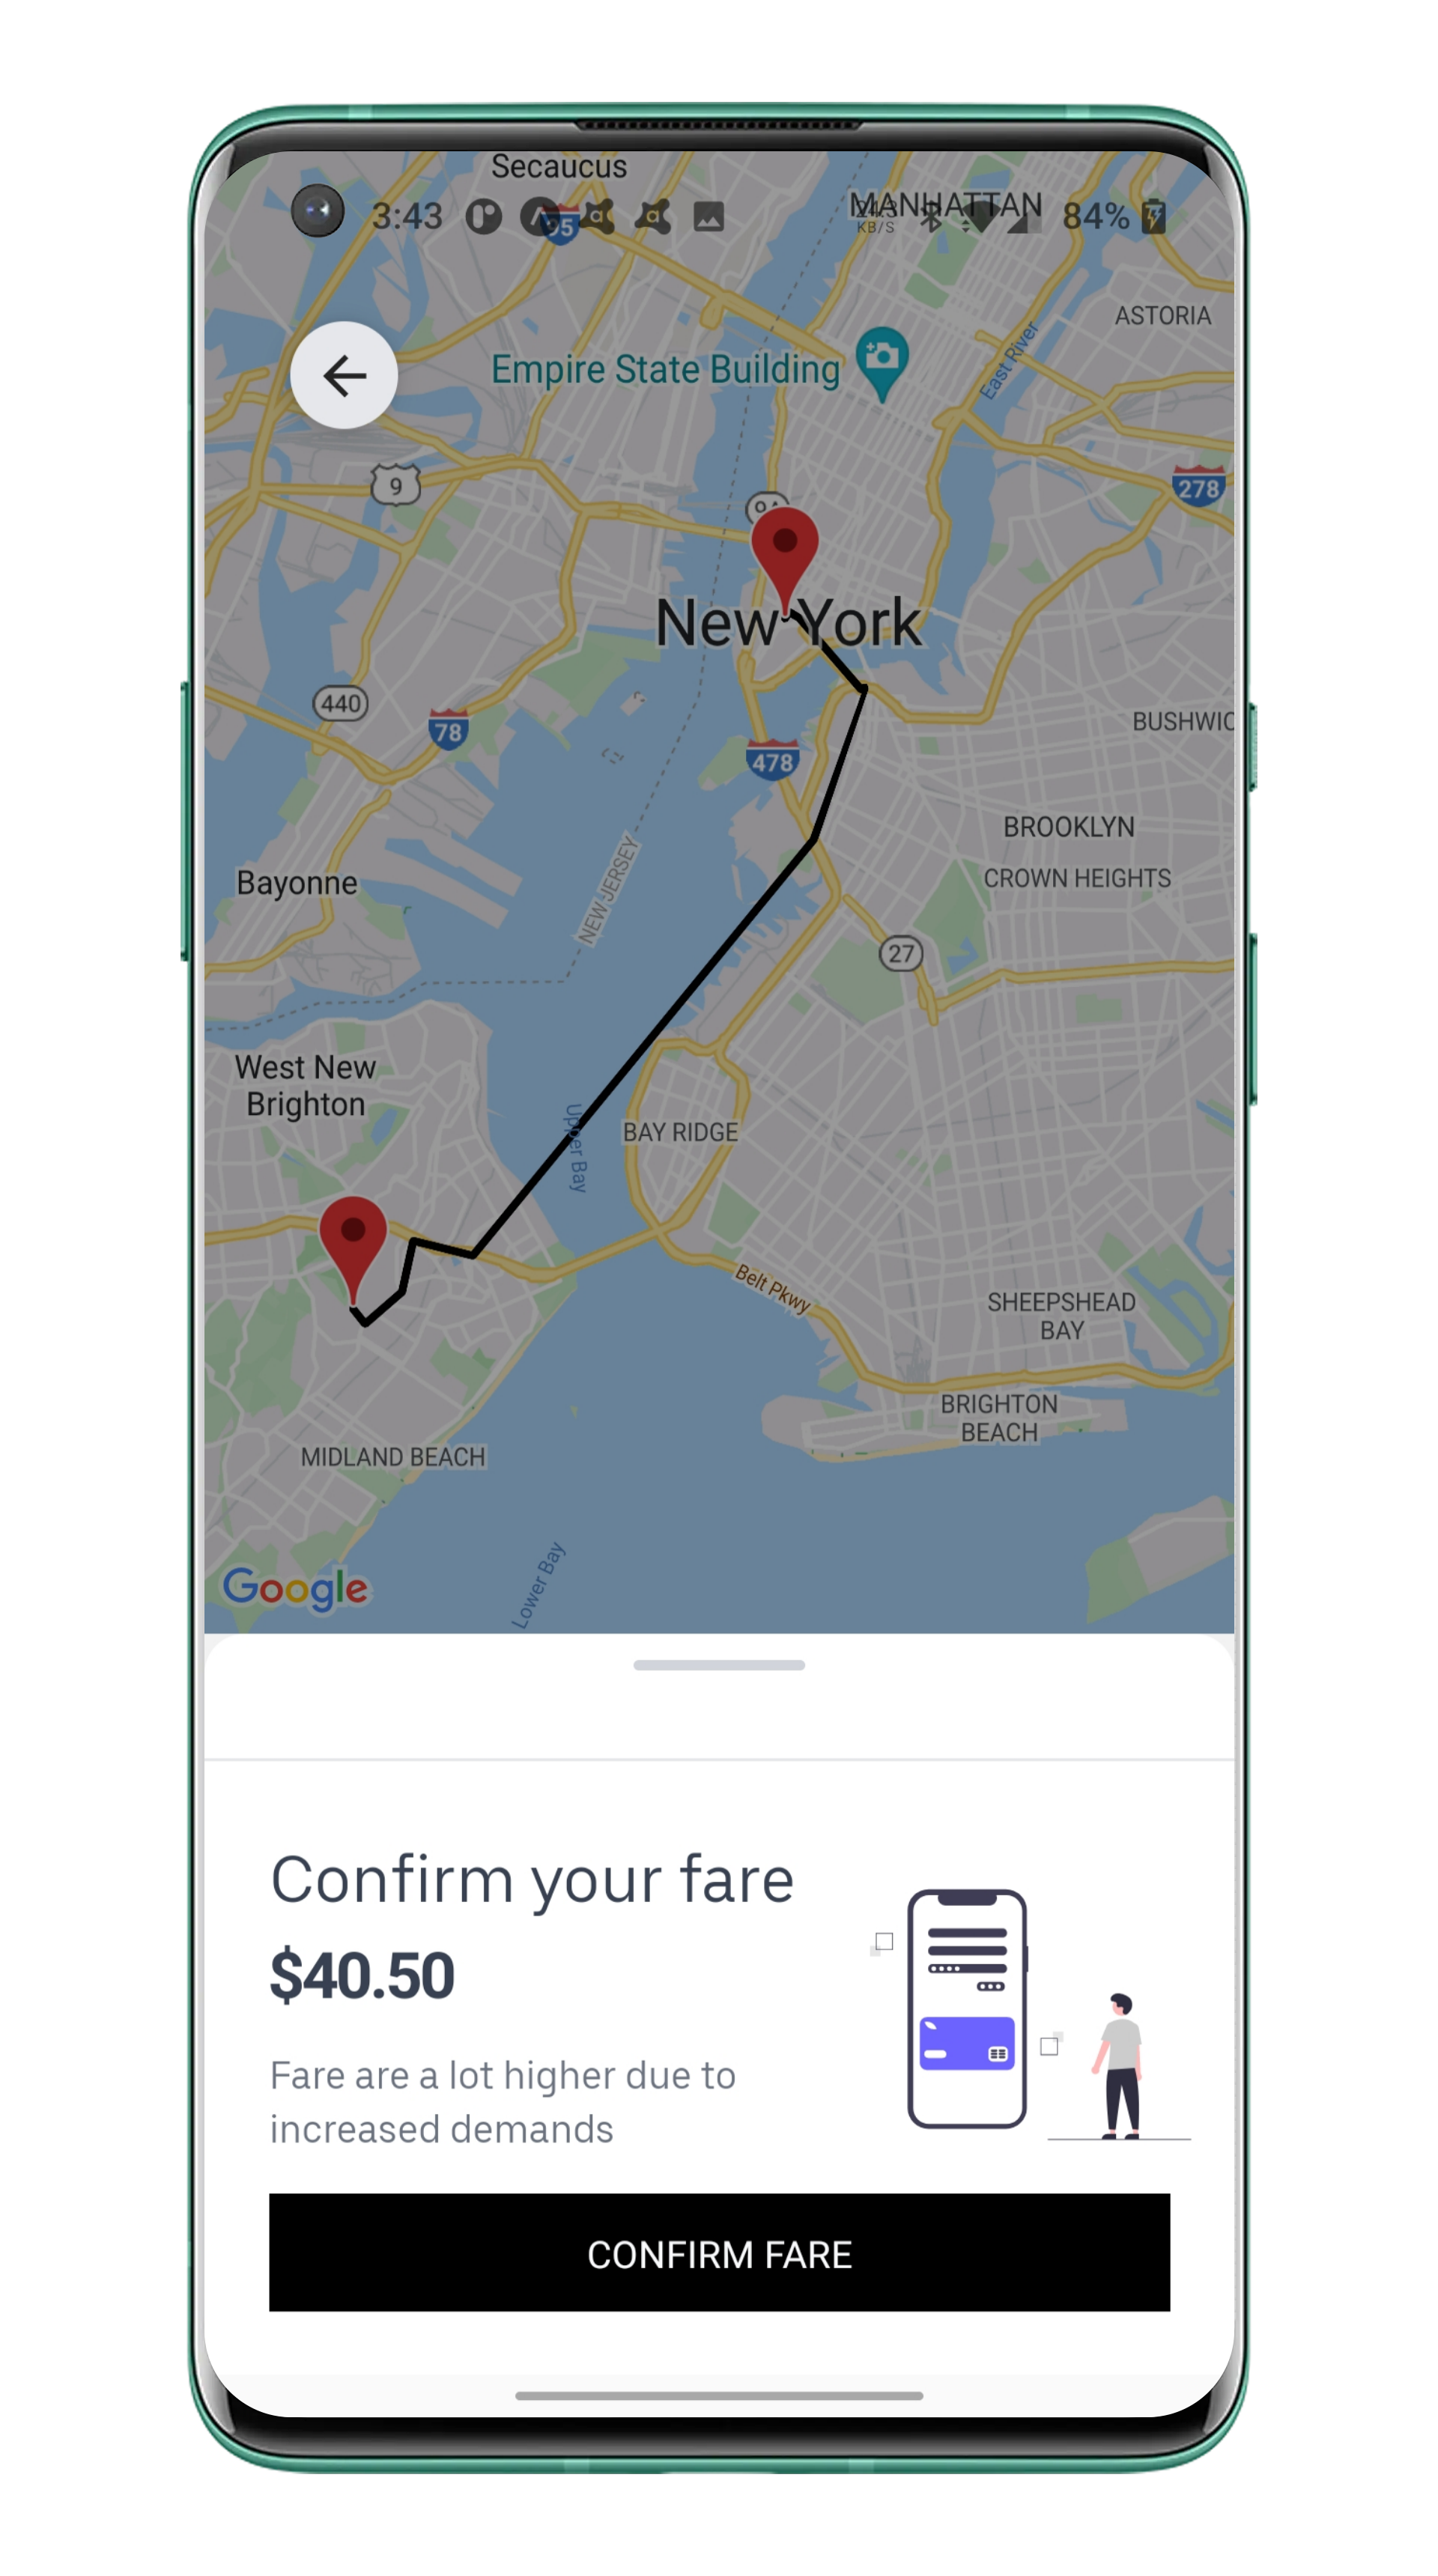 Secaucus
MANHATTAN
3:43
95
KB/S
84%
ASTORIA
Empire State Building
East River
9
278
New York
440
78
BUSHWIC
478
BROOKLYN
CROWN HEIGHTS
NEW JERSEY
Bayonne
27
West New
Brighton
Upper Bay
BAY RIDGE
Belt Pkwy
SHEEPSHEAD
BAY
BRIGHTON
BEACH
MIDLAND BEACH
Lower Bay
Google
Confirm your fare
$40.50
Fare are a lot higher due to
increased demands
CONFIRM FARE